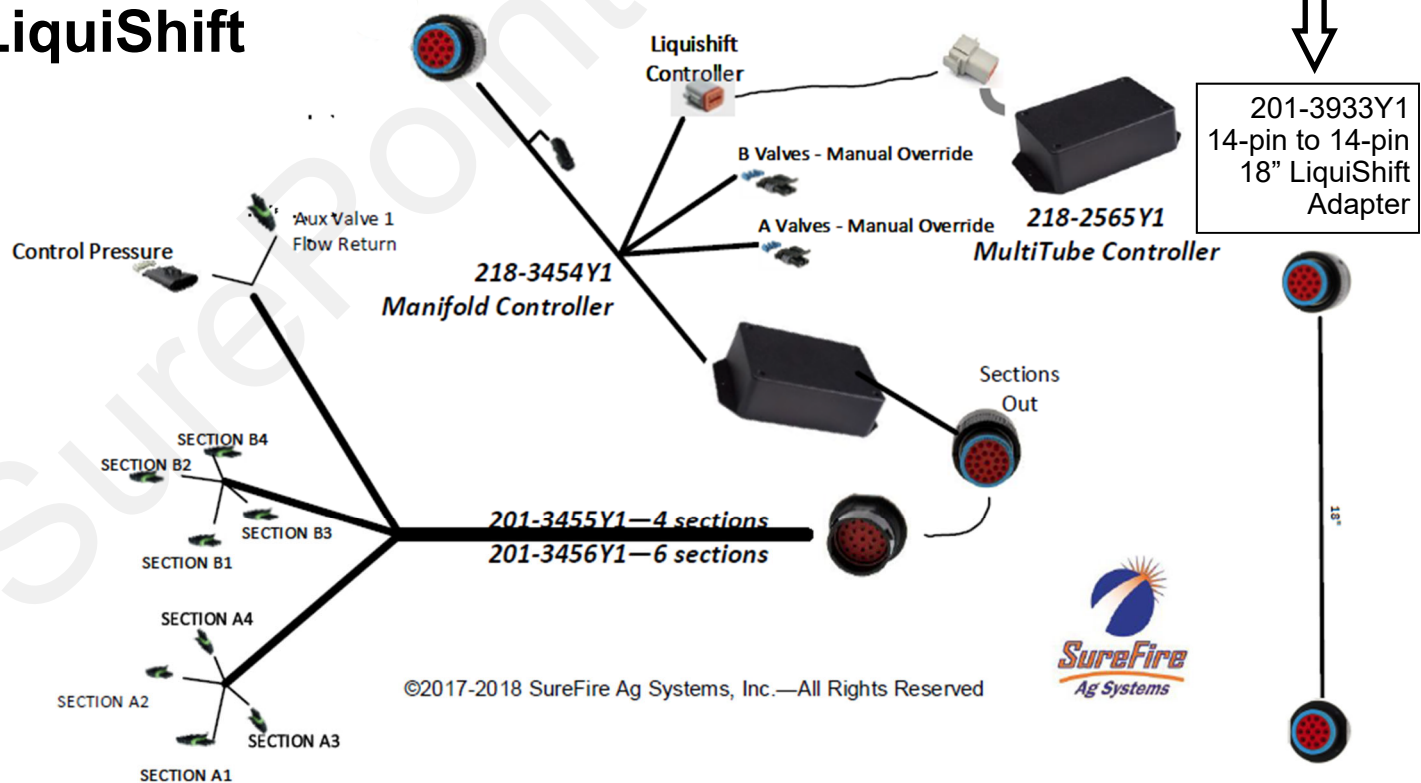 LiquiShift
Liquishift
Controller
201-3933Y1
14-pin to 14-pin
18” LiquiShift
Adapter
B Valves - Manual Override
A Valves - Manual Override
218-2565Y1
MultiTube Controller
Aux Valve 1
Flow Return
Control Pressure
218-3454Y1
Manifold Controller
Sections
Out
SECTION B4
SECTION B2
SECTION B3
SECTION B1
201-3455Y1—4 sections
201-3456Y1—6 sections
18"
SECTION A4
SECTION A2
SECTION A3
SECTION A1
SureFire
Ag Systems
©2017-2018 SureFire Ag Systems, Inc.—All Rights Reserved
SurePoint